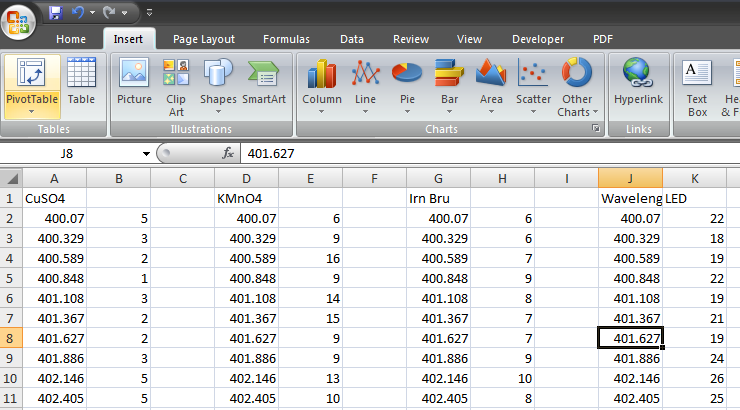 Home Insert Page Layout Formulas Data Review View Developer PDF
PivotTable Table Picture Clip Art Shapes SmartArt Column Line Pie Bar Area Scatter Other Charts Hyperlink Text Box
Tables Illustrations Charts Links
J8 fx 401.627
A B C D E F G H I J K
1 CuSO4 KMnO4 Irn Bru Waveleng LED
2 400.07 5 400.07 6 400.07 6 400.07 22
3 400.329 3 400.329 9 400.329 6 400.329 18
4 400.589 2 400.589 16 400.589 7 400.589 19
5 400.848 1 400.848 9 400.848 9 400.848 22
6 401.108 3 401.108 14 401.108 8 401.108 19
7 401.367 2 401.367 15 401.367 7 401.367 21
8 401.627 2 401.627 9 401.627 7 401.627 19
9 401.886 3 401.886 9 401.886 9 401.886 24
10 402.146 5 402.146 13 402.146 10 402.146 26
11 402.405 5 402.405 10 402.405 8 402.405 25